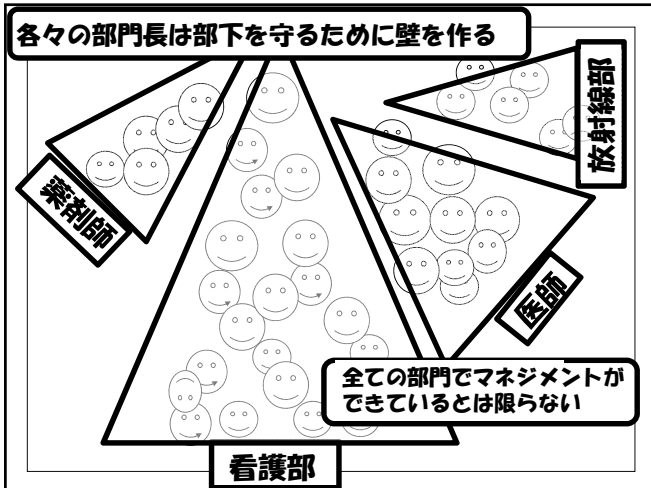 各々の部門長は部下を守るために壁を作る
放射線部
薬剤師
医師
全ての部門でマネジメントが
できているとは限らない
看護部